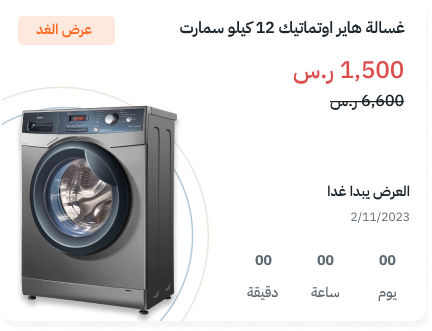 غسالة هاير اوتماتيك 12 كيلو سمارت
عرض الغد
1,500 ر.س
6,600 ر.س
العرض يبدا غدا
2/11/2023
00 00 00
يوم ساعة دقيقة